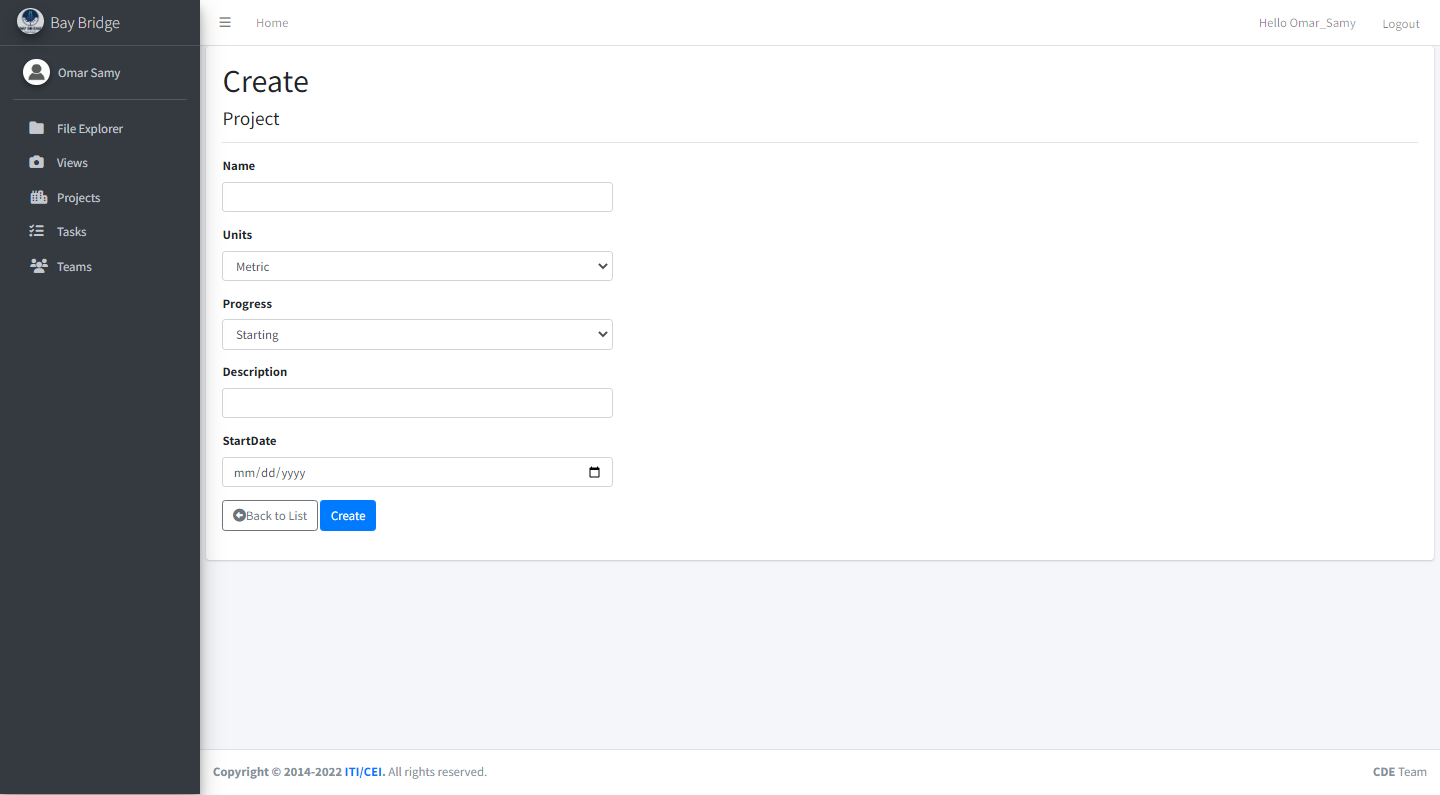 Bay Bridge
Home
Hello Omar_Samy
Logout
Omar Samy
File Explorer
Views
Projects
Tasks
Teams
Create
Project
Name
Units
Metric
Progress
Starting
Description
StartDate
mm/dd/yyyy
Back to List
Create
Copyright © 2014-2022 ITI/CEI. All rights reserved.
CDE Team